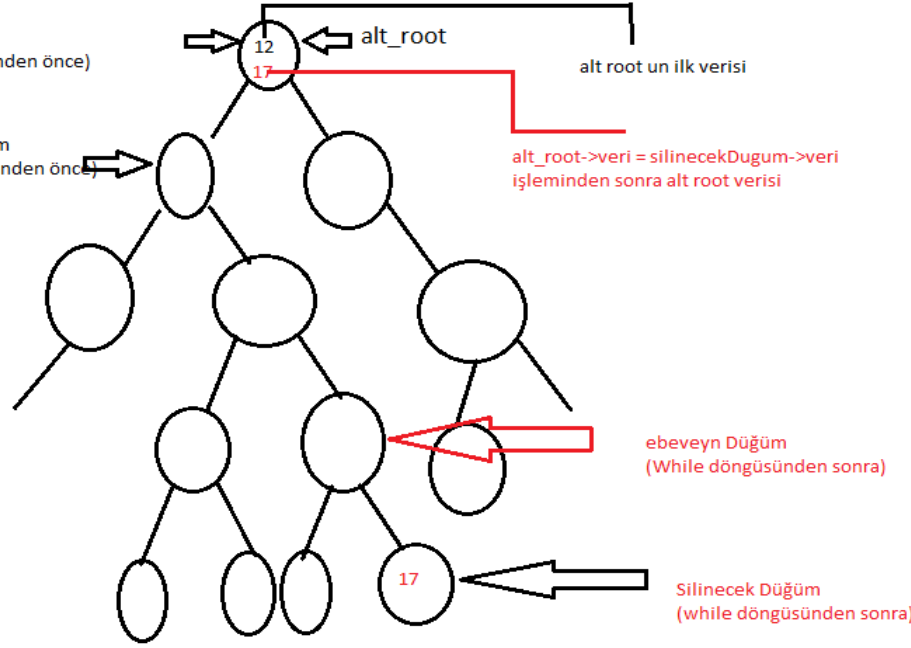 alt_root
12
17
nden önce)
alt root un ilk verisi
m
nden önce)
alt_root->veri = silinecekDugum->veri
işleminden sonra alt root verisi
ebeveyn Düğüm
(While döngüsünden sonra)
17
Silinecek Düğüm
(while döngüsünden sonra)